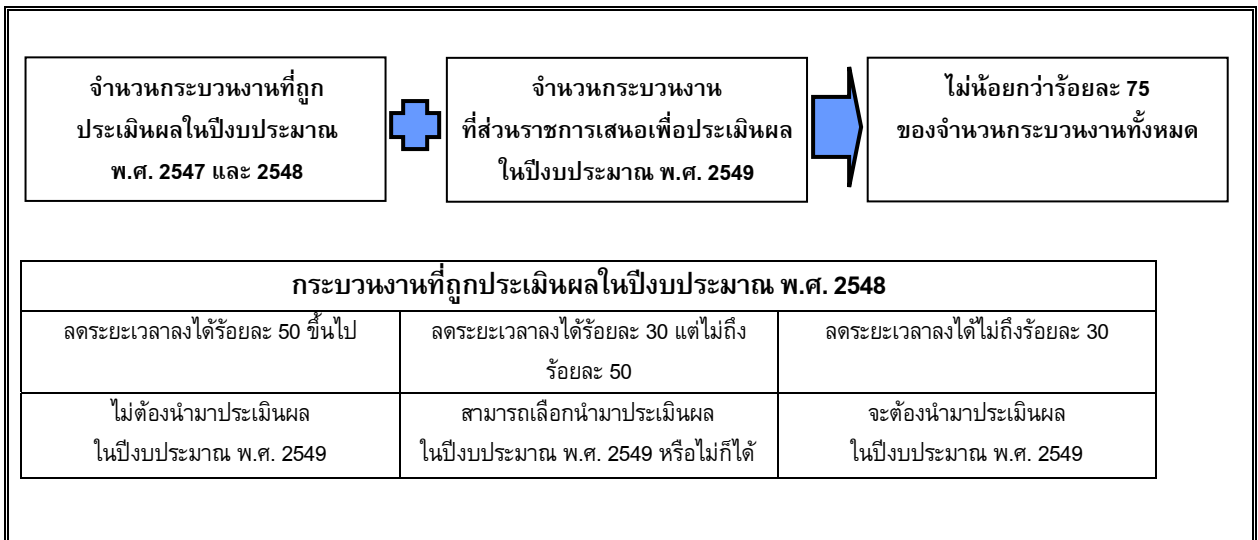 จำนวนกระบวนงานที่ถูก
ประเมินผลในปีงบประมาณ
พ.ศ. 2547 และ 2548
จำนวนกระบวนงาน
ที่ส่วนราชการเสนอเพื่อประเมินผล
ในปีงบประมาณ พ.ศ. 2549
ไม่น้อยกว่าร้อยละ 75
ของจำนวนกระบวนงานทั้งหมด
กระบวนงานที่ถูกประเมินผลในปีงบประมาณ พ.ศ. 2548
ลดระยะเวลาลงได้ร้อยละ 50 ขึ้นไป
ลดระยะเวลาลงได้ร้อยละ 30 แต่ไม่ถึง
ร้อยละ 50
ลดระยะเวลาลงได้ไม่ถึงร้อยละ 30
ไม่ต้องนำมาประเมินผล
ในปีงบประมาณ พ.ศ. 2549
สามารถเลือกนำมาประเมินผล
ในปีงบประมาณ พ.ศ. 2549 หรือไม่ก็ได้
จะต้องนำมาประเมินผล
ในปีงบประมาณ พ.ศ. 2549